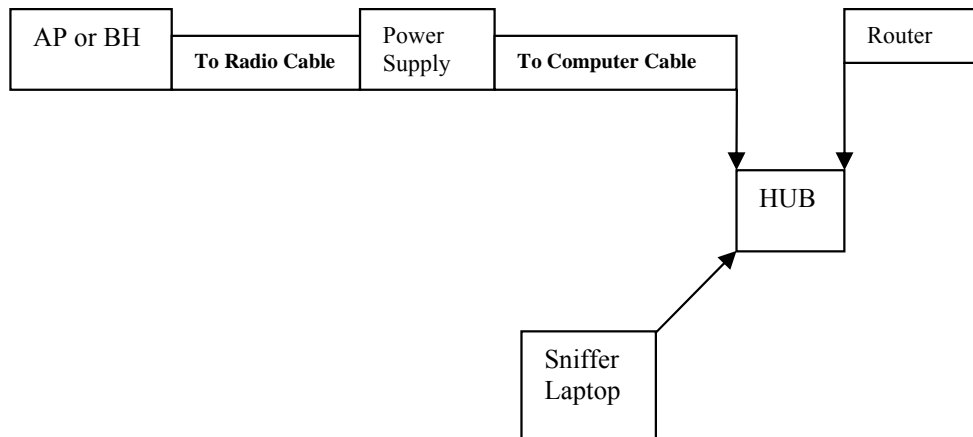 AP or BH
To Radio Cable
Power
Supply
To Computer Cable
Router
HUB
Sniffer
Laptop